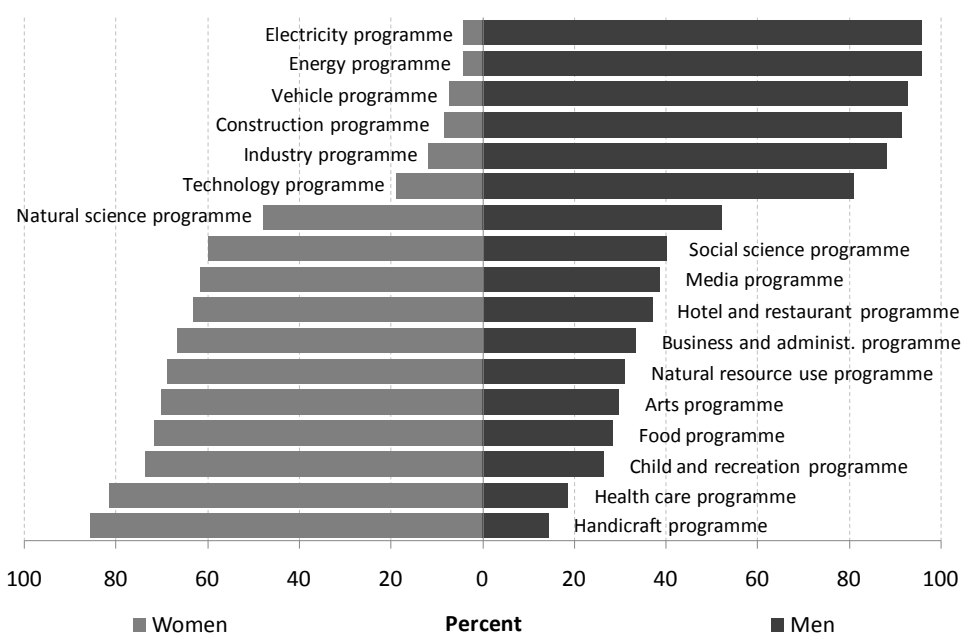 Electricity programme
Energy programme
Vehicle programme
Construction programme
Industry programme
Technology programme
Natural science programme
Social science programme
Media programme
Hotel and restaurant programme
Business and administ. programme
Natural resource use programme
Arts programme
Food programme
Child and recreation programme
Health care programme
Handicraft programme
100 80 60 40 20 0 20 40 60 80 100
Women Percent Men